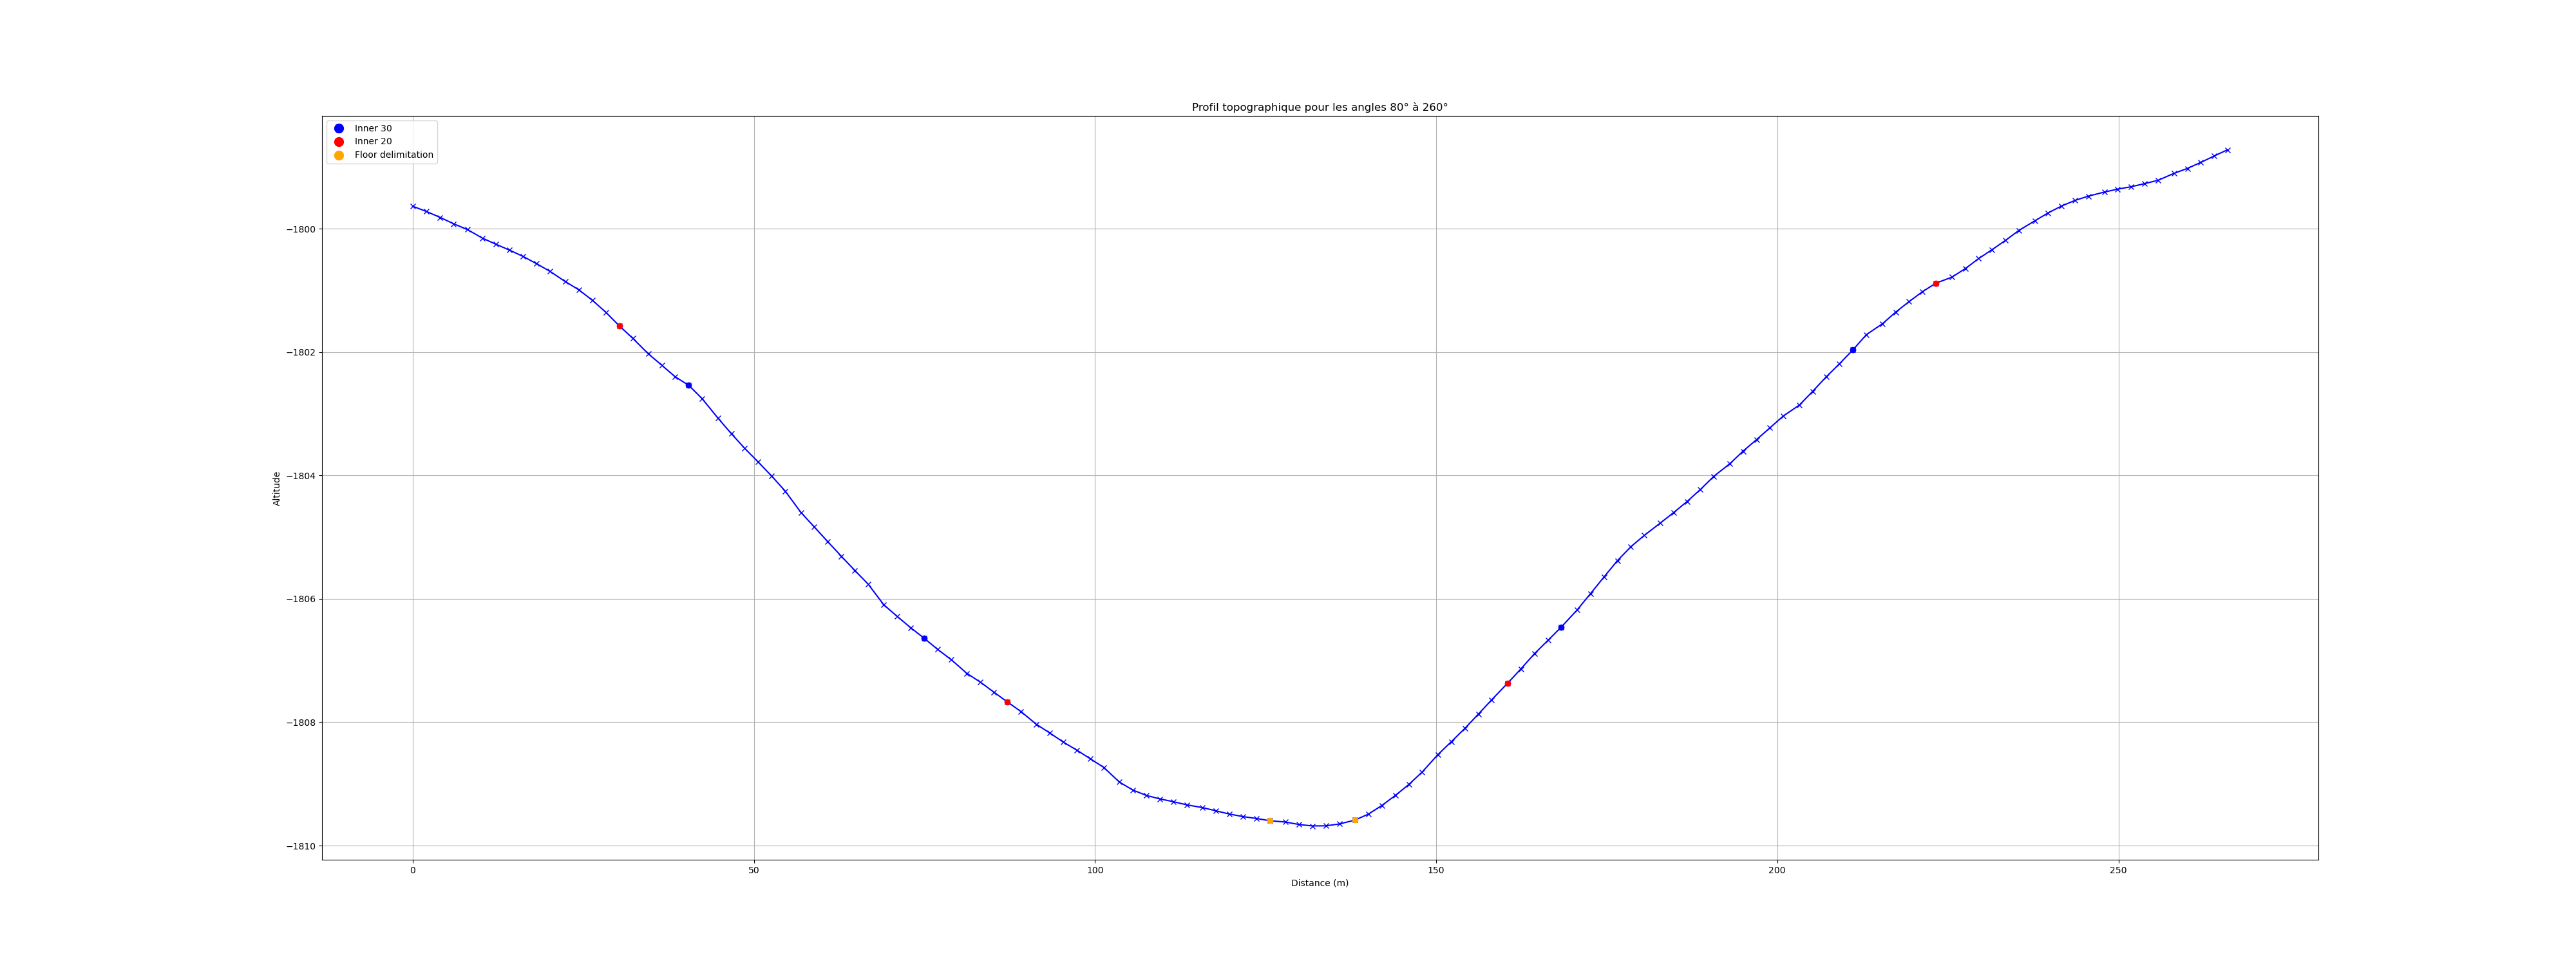 Profil topographique pour les angles 80° à 260°
Inner 30
Inner 20
Floor delimitation
−1800
−1802
−1804
−1806
−1808
−1810
Altitude
0 50 100 150 200 250
Distance (m)